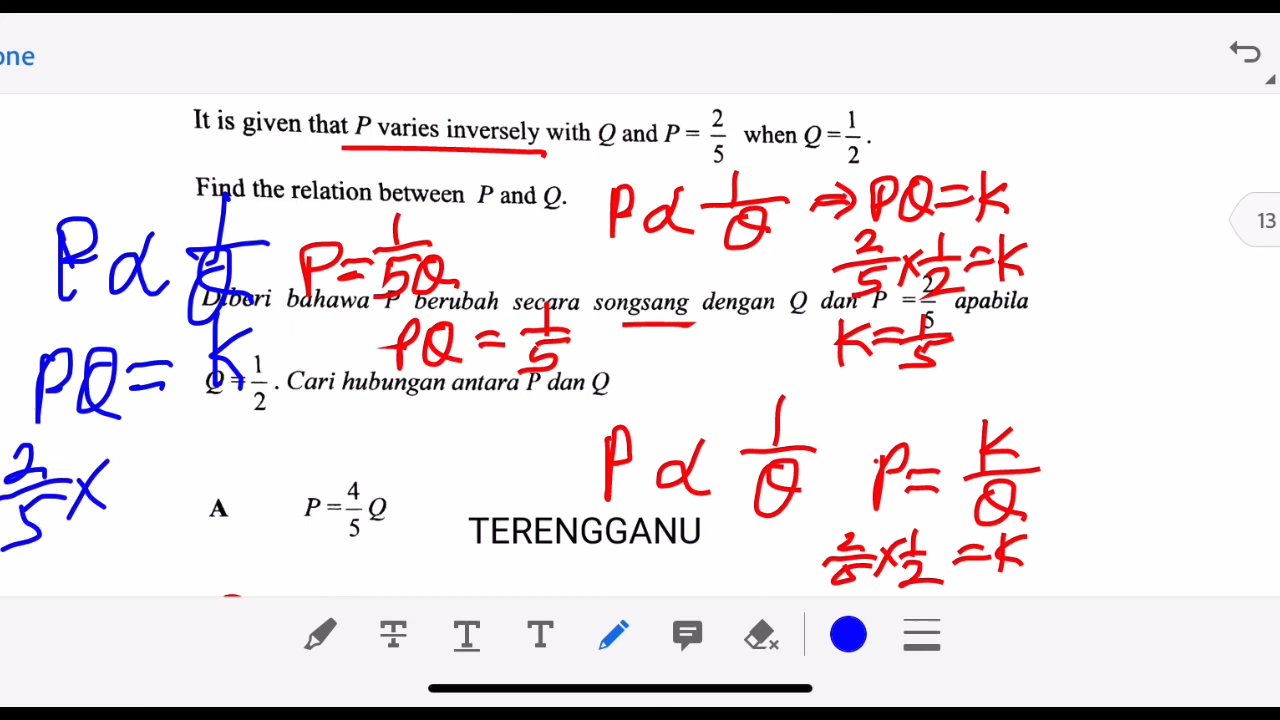 one
It is given that P varies inversely with Q and P = 2/5 when Q = 1/2.
Find the relation between P and Q.
P ∝ 1/Q ⇒ PQ = K
P ∝ 1/Q
P = 1/5Q
2/5 × 1/2 = K
Diberi bahawa P berubah secara songsang dengan Q dan P = 2/5 apabila
PQ = 1/5
K = 1/5
PQ = K
Q = 1/2. Cari hubungan antara P dan Q
P ∝ 1/Q P = K/Q
2/5 ×
A P = 4/5 Q
TERENGGANU
2/5 × 1/2 = K
13
T T T